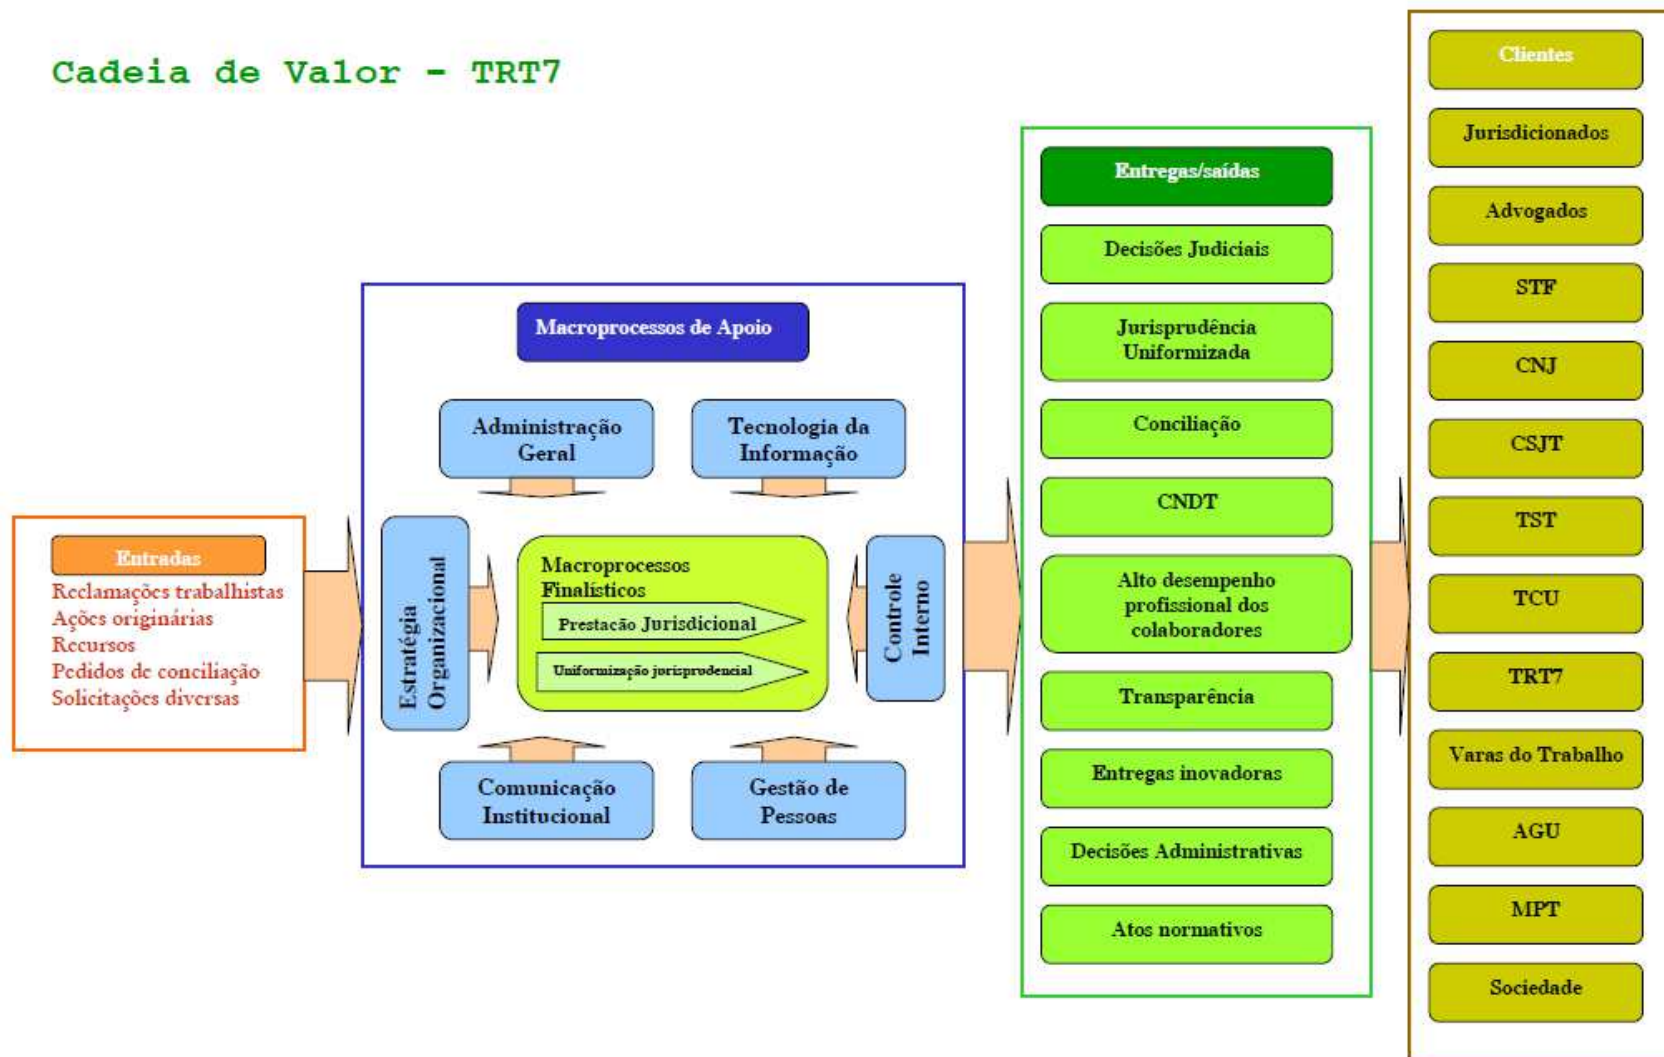 Cadeia de Valor - TRT7
Entradas
Reclamações trabalhistas
Ações originárias
Recursos
Pedidos de conciliação
Solicitações diversas
Macroprocessos de Apoio
Administração
Geral
Tecnologia da
Informação
Estratégia
Organizacional
Macroprocessos
Finalísticos
Prestação Jurisdicional
Uniformização jurisprudencial
Controle
Interno
Comunicação
Institucional
Gestão de
Pessoas
Entregas/saídas
Decisões Judiciais
Jurisprudência
Uniformizada
Conciliação
CNDT
Alto desempenho
profissional dos
colaboradores
Transparência
Entregas inovadoras
Decisões Administrativas
Atos normativos
Clientes
Jurisdicionados
Advogados
STF
CNJ
CSJT
TST
TCU
TRT7
Varas do Trabalho
AGU
MPT
Sociedade